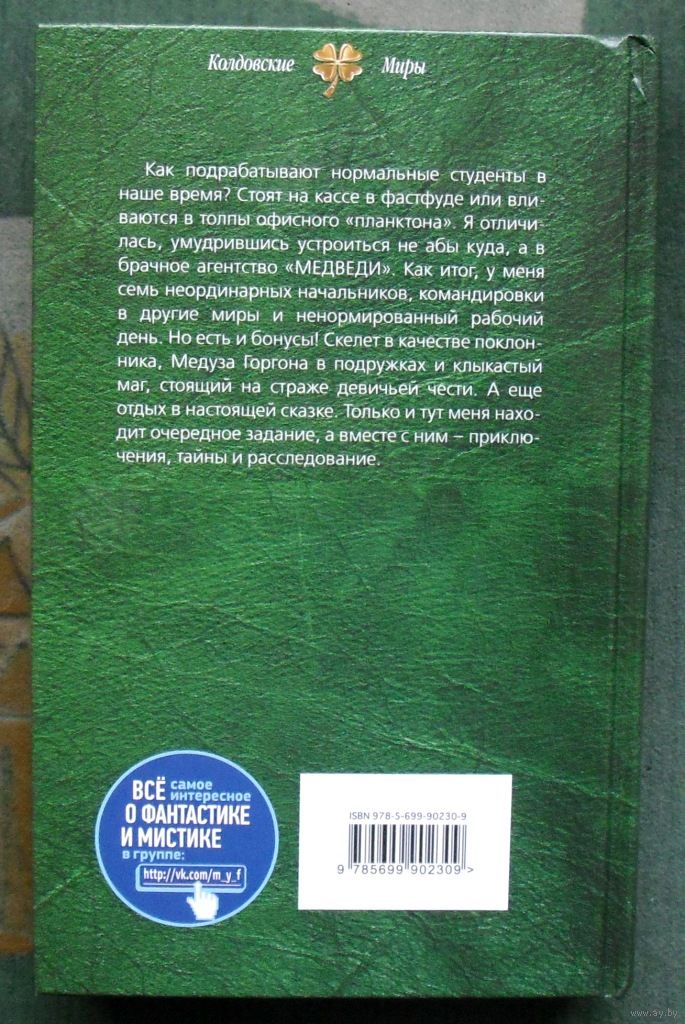 Колдовские Миры
Как подрабатывают нормальные студенты в
наше время? Стоят на кассе в фастфуде или вли-
ваются в толпы офисного «планктона». Я отличи-
лась, умудрившись устроиться не абы куда, а в
брачное агентство «МЕДВЕДИ». Как итог, у меня
семь неординарных начальников, командировки
в другие миры и ненормированный рабочий
день. Но есть и бонусы! Скелет в качестве поклон-
ника, Медуза Горгона в подружках и клыкастый
маг, стоящий на страже девичьей чести. А еще
отдых в настоящей сказке. Только и тут меня нахо-
дит очередное задание, а вместе с ним – приклю-
чения, тайны и расследование.
ВСЁ самое
интересное
О ФАНТАСТИКЕ
И МИСТИКЕ
в группе:
http://vk.com/m_y_f
ISBN 978-5-699-90230-9
9 785699 902309 >
www.ay.by